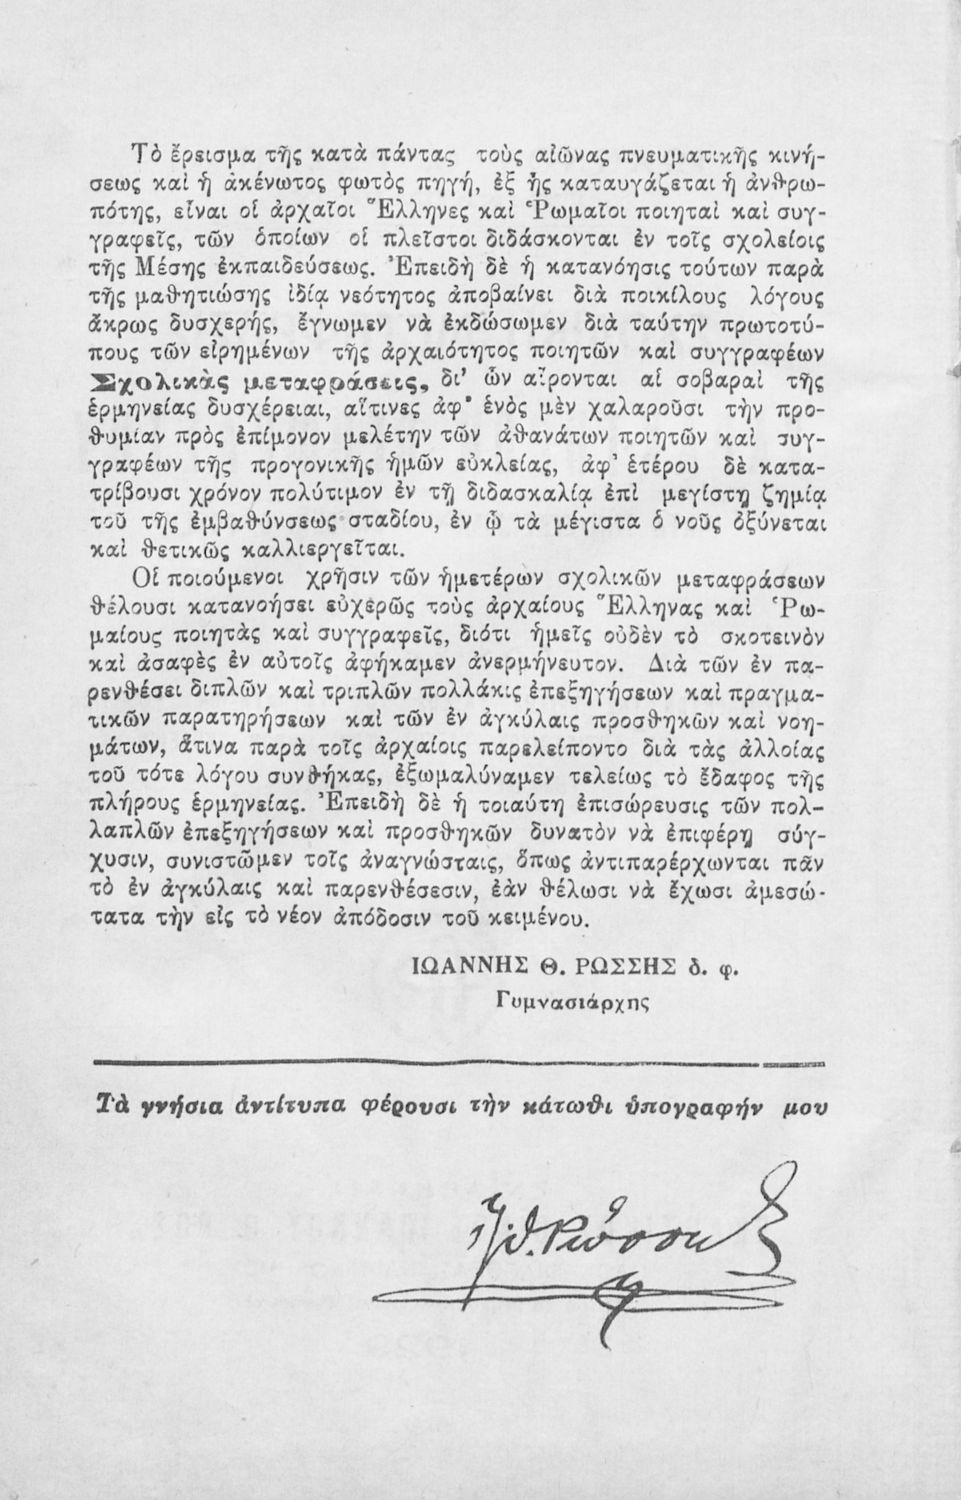 Τὸ ἔρεισμα τῆς κατὰ πάντας τοὺς αἰῶνας πνευματικῆς κινή-
σεως καὶ ἡ ἀκένωτος φωτὸς πηγή, ἐξ ἧς καταυγάζεται ἡ ἀνθρω-
πότης, εἶναι οἱ ἀρχαῖοι Ἕλληνες καὶ Ῥωμαῖοι ποιηταὶ καὶ συγ-
γραφεῖς, τῶν ὁποίων οἱ πλεῖστοι διδάσκονται ἐν τοῖς σχολείοις
τῆς Μέσης ἐκπαιδεύσεως. Ἐπειδὴ δὲ ἡ κατανόησις τούτων παρὰ
τῆς μαθητιώσης ἰδίᾳ νεότητος ἀποβαίνει διὰ ποικίλους λόγους
ἄκρως δυσχερής, ἔγνωμεν νὰ ἐκδώσωμεν διὰ ταύτην πρωτοτύ-
πους τῶν εἰρημένων τῆς ἀρχαιότητος ποιητῶν καὶ συγγραφέων
Σχολικὰς μεταφράσεις, δι' ὧν αἴρονται αἱ σοβαραὶ τῆς
ἑρμηνείας δυσχέρειαι, αἵτινες ἀφ' ἑνὸς μὲν χαλαροῦσι τὴν προ-
θυμίαν πρὸς ἐπίμονον μελέτην τῶν ἀθανάτων ποιητῶν καὶ συγ-
γραφέων τῆς προγονικῆς ἡμῶν εὐκλείας, ἀφ' ἑτέρου δὲ κατα-
τρίβουσι χρόνον πολύτιμον ἐν τῇ διδασκαλίᾳ ἐπὶ μεγίστῃ ζημίᾳ
τοῦ τῆς ἐμβαθύνσεως σταδίου, ἐν ᾧ τὰ μέγιστα ὁ νοῦς ὀξύνεται
καὶ θετικῶς καλλιεργεῖται.
Οἱ ποιούμενοι χρῆσιν τῶν ἡμετέρων σχολικῶν μεταφράσεων
θέλουσι κατανοήσει εὐχερῶς τοὺς ἀρχαίους Ἕλληνας καὶ Ῥω-
μαίους ποιητὰς καὶ συγγραφεῖς, διότι ἡμεῖς οὐδὲν τὸ σκοτεινὸν
καὶ ἀσαφὲς ἐν αὐτοῖς ἀφήκαμεν ἀνερμήνευτον. Διὰ τῶν ἐν πα-
ρενθέσει διπλῶν καὶ τριπλῶν πολλάκις ἐπεξηγήσεων καὶ πραγμα-
τικῶν παρατηρήσεων καὶ τῶν ἐν ἀγκύλαις προσθηκῶν καὶ νοη-
μάτων, ἅτινα παρὰ τοῖς ἀρχαίοις παρελείποντο διὰ τὰς ἀλλοίας
τοῦ τότε λόγου συνθήκας, ἐξωμαλύναμεν τελείως τὸ ἔδαφος τῆς
πλήρους ἑρμηνείας. Ἐπειδὴ δὲ ἡ τοιαύτη ἐπισώρευσις τῶν πολ-
λαπλῶν ἐπεξηγήσεων καὶ προσθηκῶν δυνατὸν νὰ ἐπιφέρῃ σύγ-
χυσιν, συνιστῶμεν τοῖς ἀναγνώσταις, ὅπως ἀντιπαρέρχωνται πᾶν
τὸ ἐν ἀγκύλαις καὶ παρενθέσεσιν, ἐὰν θέλωσι νὰ ἔχωσι ἀμεσώ-
τατα τὴν εἰς τὸ νέον ἀπόδοσιν τοῦ κειμένου.
ΙΩΑΝΝΗΣ Θ. ΡΩΣΣΗΣ δ. φ.
Γυμνασιάρχης
Τὰ γνήσια ἀντίτυπα φέρουσι τὴν κάτωθι ὑπογραφήν μου
Ἰ. Θ. Ρώσσης